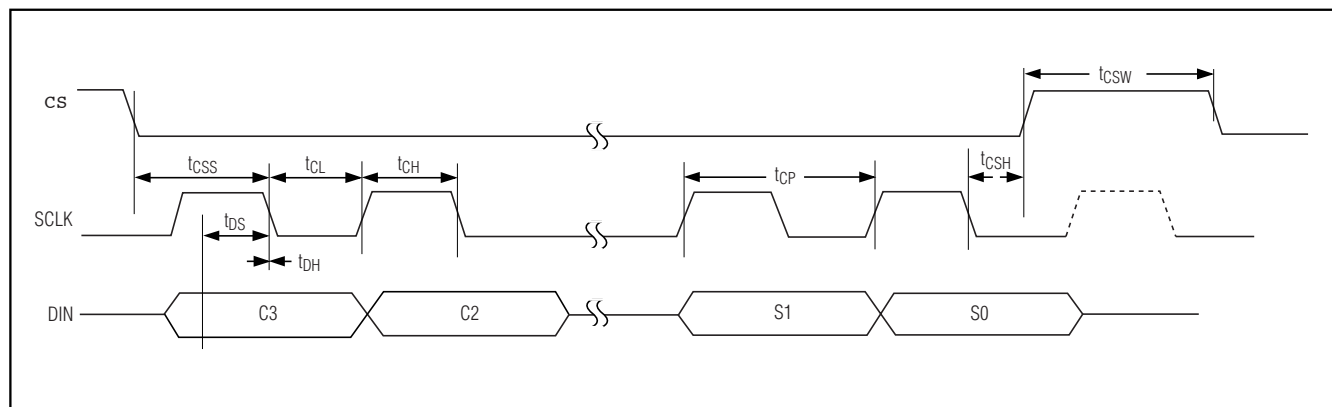 CS
tCSW
tCSS
tCL
tCH
tCP
tCSH
SCLK
tDS
tDH
DIN
C3
C2
S1
S0